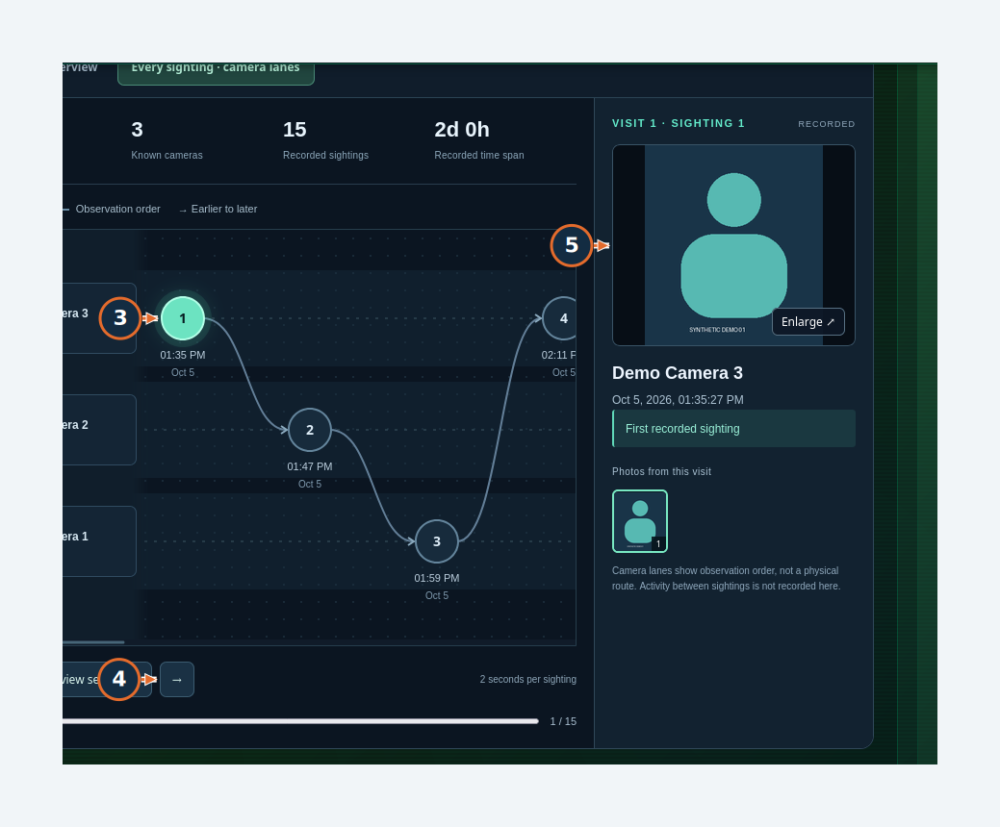 erview
Every sighting · camera lanes
3
Known cameras
15
Recorded sightings
2d 0h
Recorded time span
Observation order
→ Earlier to later
era 3
3
1
01:35 PM
Oct 5
4
02:11 P
Oct 5
era 2
2
01:47 PM
Oct 5
era 1
3
01:59 PM
Oct 5
view se
4
→
2 seconds per sighting
1 / 15
5
VISIT 1 · SIGHTING 1
RECORDED
SYNTHETIC DEMO 01
Enlarge ↗
Demo Camera 3
Oct 5, 2026, 01:35:27 PM
First recorded sighting
Photos from this visit
1
Camera lanes show observation order, not a physical
route. Activity between sightings is not recorded here.